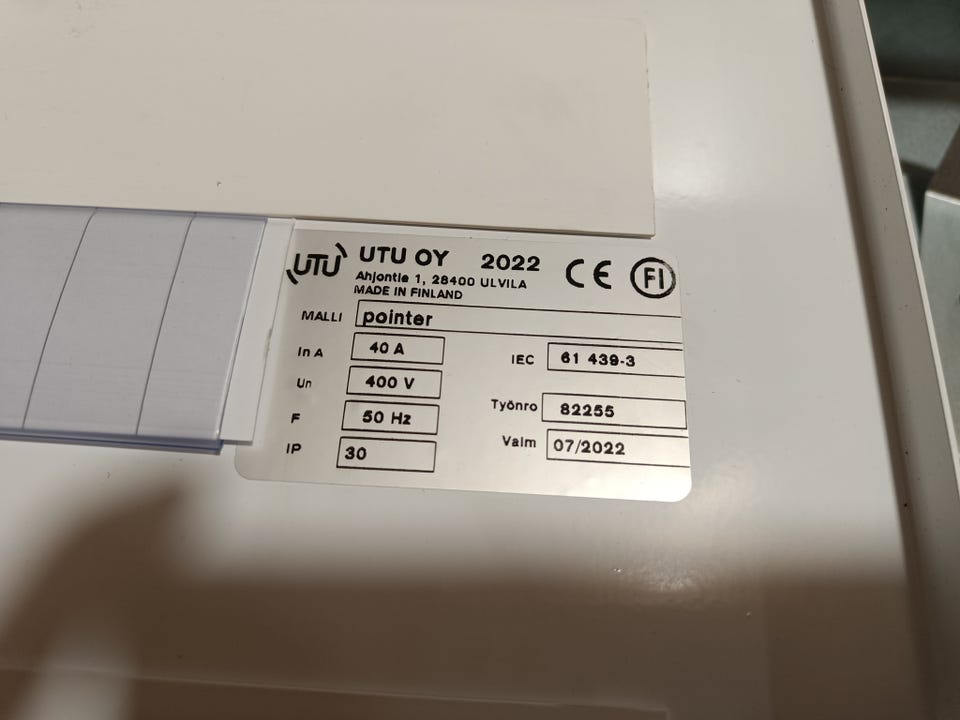 UTU UTU OY 2022 CE FI
Ahjontie 1, 28400 ULVILA
MADE IN FINLAND
MALLI pointer
In A 40 A IEC 61 439-3
Un 400 V
F 50 Hz Työnro 82255
IP 30 Valm 07/2022